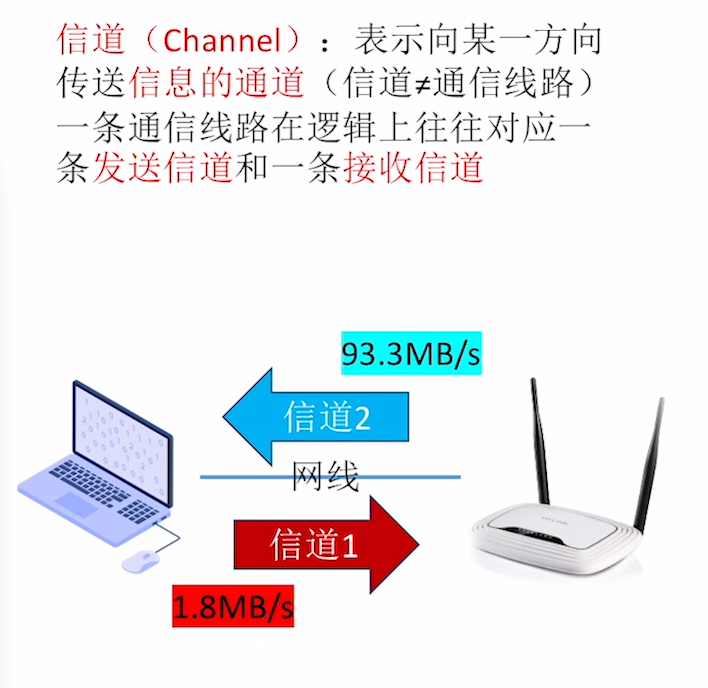 信道（Channel）：表示向某一方向
传送信息的通道（信道≠通信线路）
一条通信线路在逻辑上往往对应一
条发送信道和一条接收信道
93.3MB/s
信道2
网线
信道1
1.8MB/s